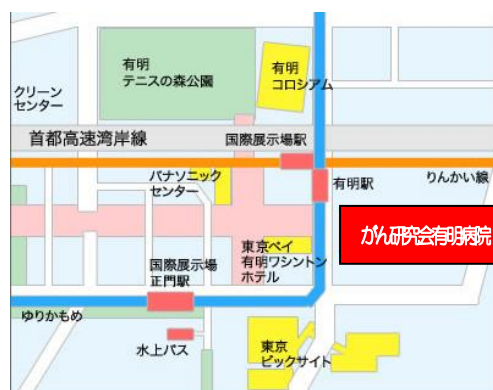 有明
テニスの森公園
有明
コロシアム
クリーン
センター
首都高速湾岸線
国際展示場駅
パナソニック
センター
有明駅
りんかい線
がん研究会有明病院
東京ベイ
有明ワシントン
ホテル
国際展示場
正門駅
ゆりかもめ
水上バス
東京
ビックサイト